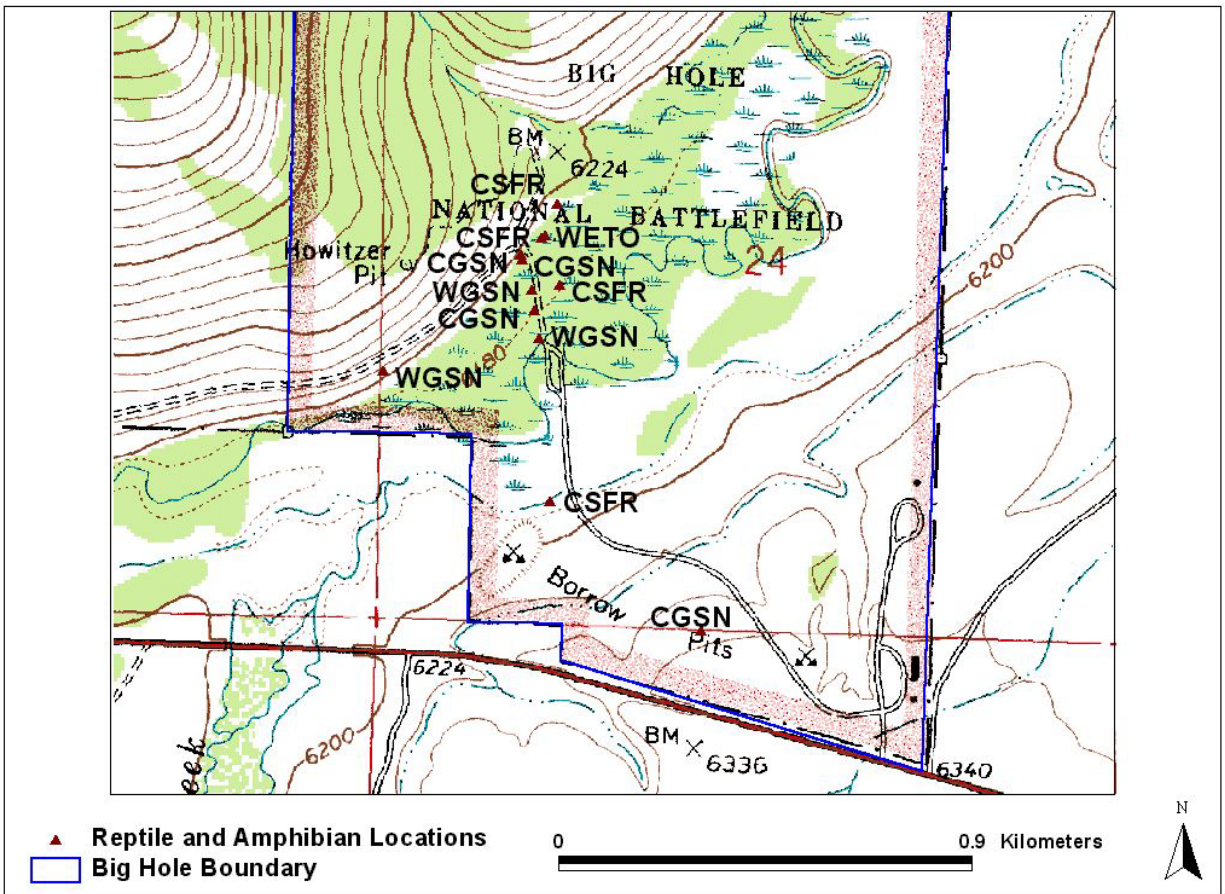 BIG HOLE
BM
6224
CSFR
NATIONAL BATTLEFIELD
CSFR WETO
Howitzer
Pit
CGSN CGSN
24
6200
WGSN CSFR
CGSN
WGSN
6180
WGSN
CSFR
Borrow
CGSN
Pits
6224
6200
BM
6336
6340
eek
Reptile and Amphibian Locations
Big Hole Boundary
0 0.9 Kilometers
N